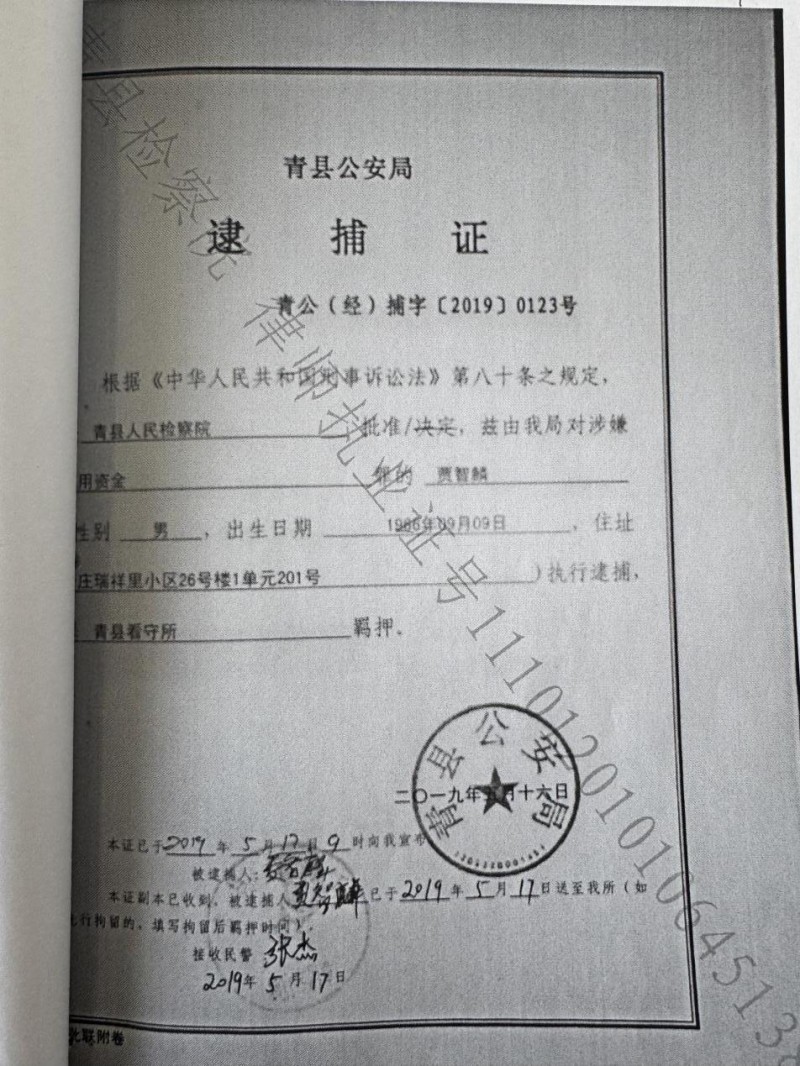 青县公安局
逮捕证
青公（经）捕字〔2019〕0123号
根据《中华人民共和国刑事诉讼法》第八十条之规定，
青县人民检察院 批准/决定，兹由我局对涉嫌
用资金 罪的 贾智麟
性别 男 ，出生日期 1986年09月09日 ，住址
庄瑞祥里小区26号楼1单元201号 ）执行逮捕，
青县看守所 羁押。
青县公安局
二〇一九年五月十六日
本证已于2019年5月17日9时向我宣布
被逮捕人：贾智麟
本证副本已收到，被逮捕人贾智麟已于2019年5月17日送至我所（如
先行拘留的，填写拘留后羁押时间）。
接收民警 张杰
2019年5月17日
此联附卷
青县检察院 律师执业证号11101201010645138